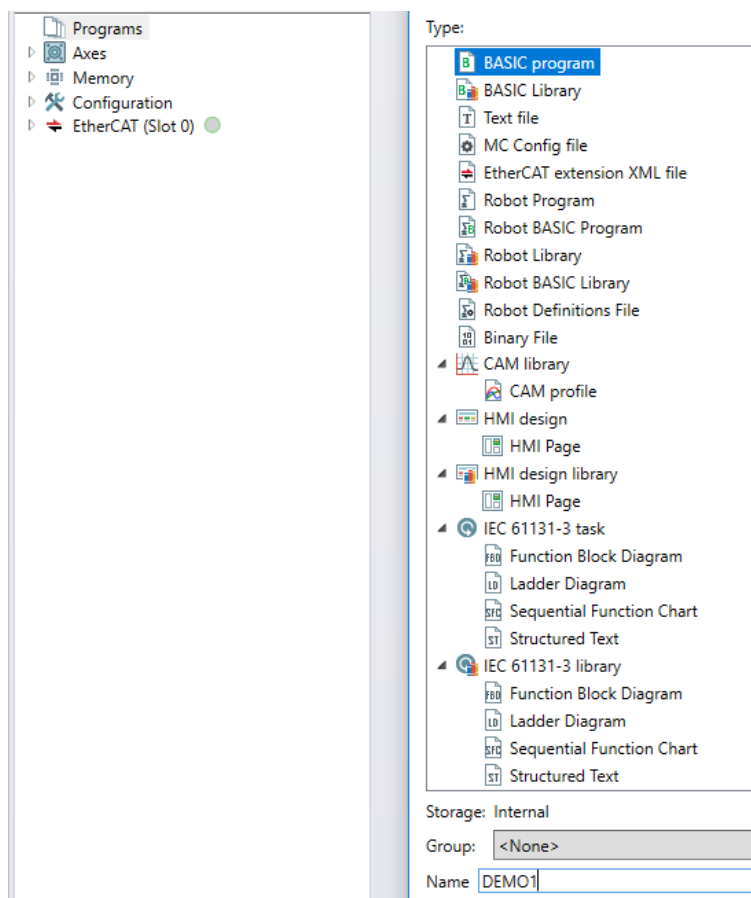 Programs
Axes
Memory
Configuration
EtherCAT (Slot 0)
Type:
BASIC program
BASIC Library
Text file
MC Config file
EtherCAT extension XML file
Robot Program
Robot BASIC Program
Robot Library
Robot BASIC Library
Robot Definitions File
Binary File
CAM library
CAM profile
HMI design
HMI Page
HMI design library
HMI Page
IEC 61131-3 task
Function Block Diagram
Ladder Diagram
Sequential Function Chart
Structured Text
IEC 61131-3 library
Function Block Diagram
Ladder Diagram
Sequential Function Chart
Structured Text
Storage: Internal
Group: <None>
Name DEMO1